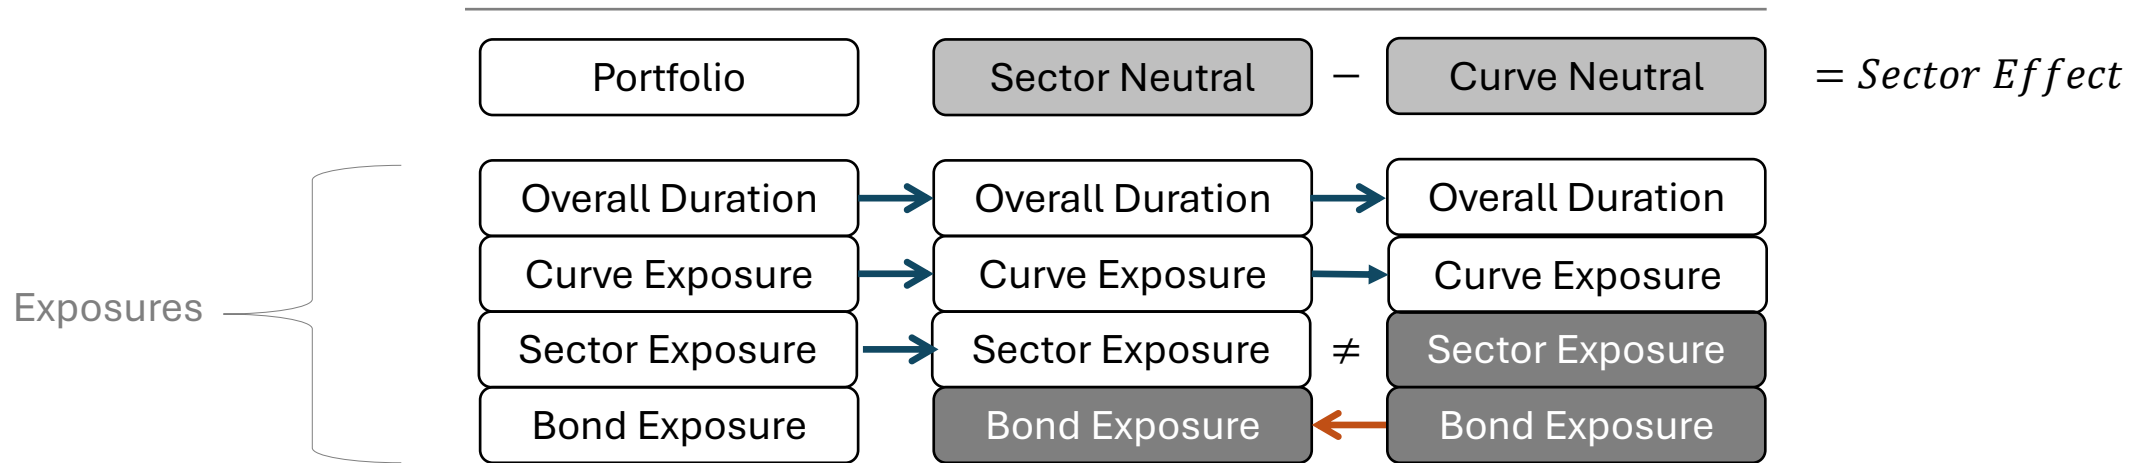 Portfolio Sector Neutral − Curve Neutral = Sector Effect
Overall Duration Overall Duration Overall Duration
Curve Exposure Curve Exposure Curve Exposure
Exposures
Sector Exposure Sector Exposure ≠ Sector Exposure
Bond Exposure Bond Exposure Bond Exposure